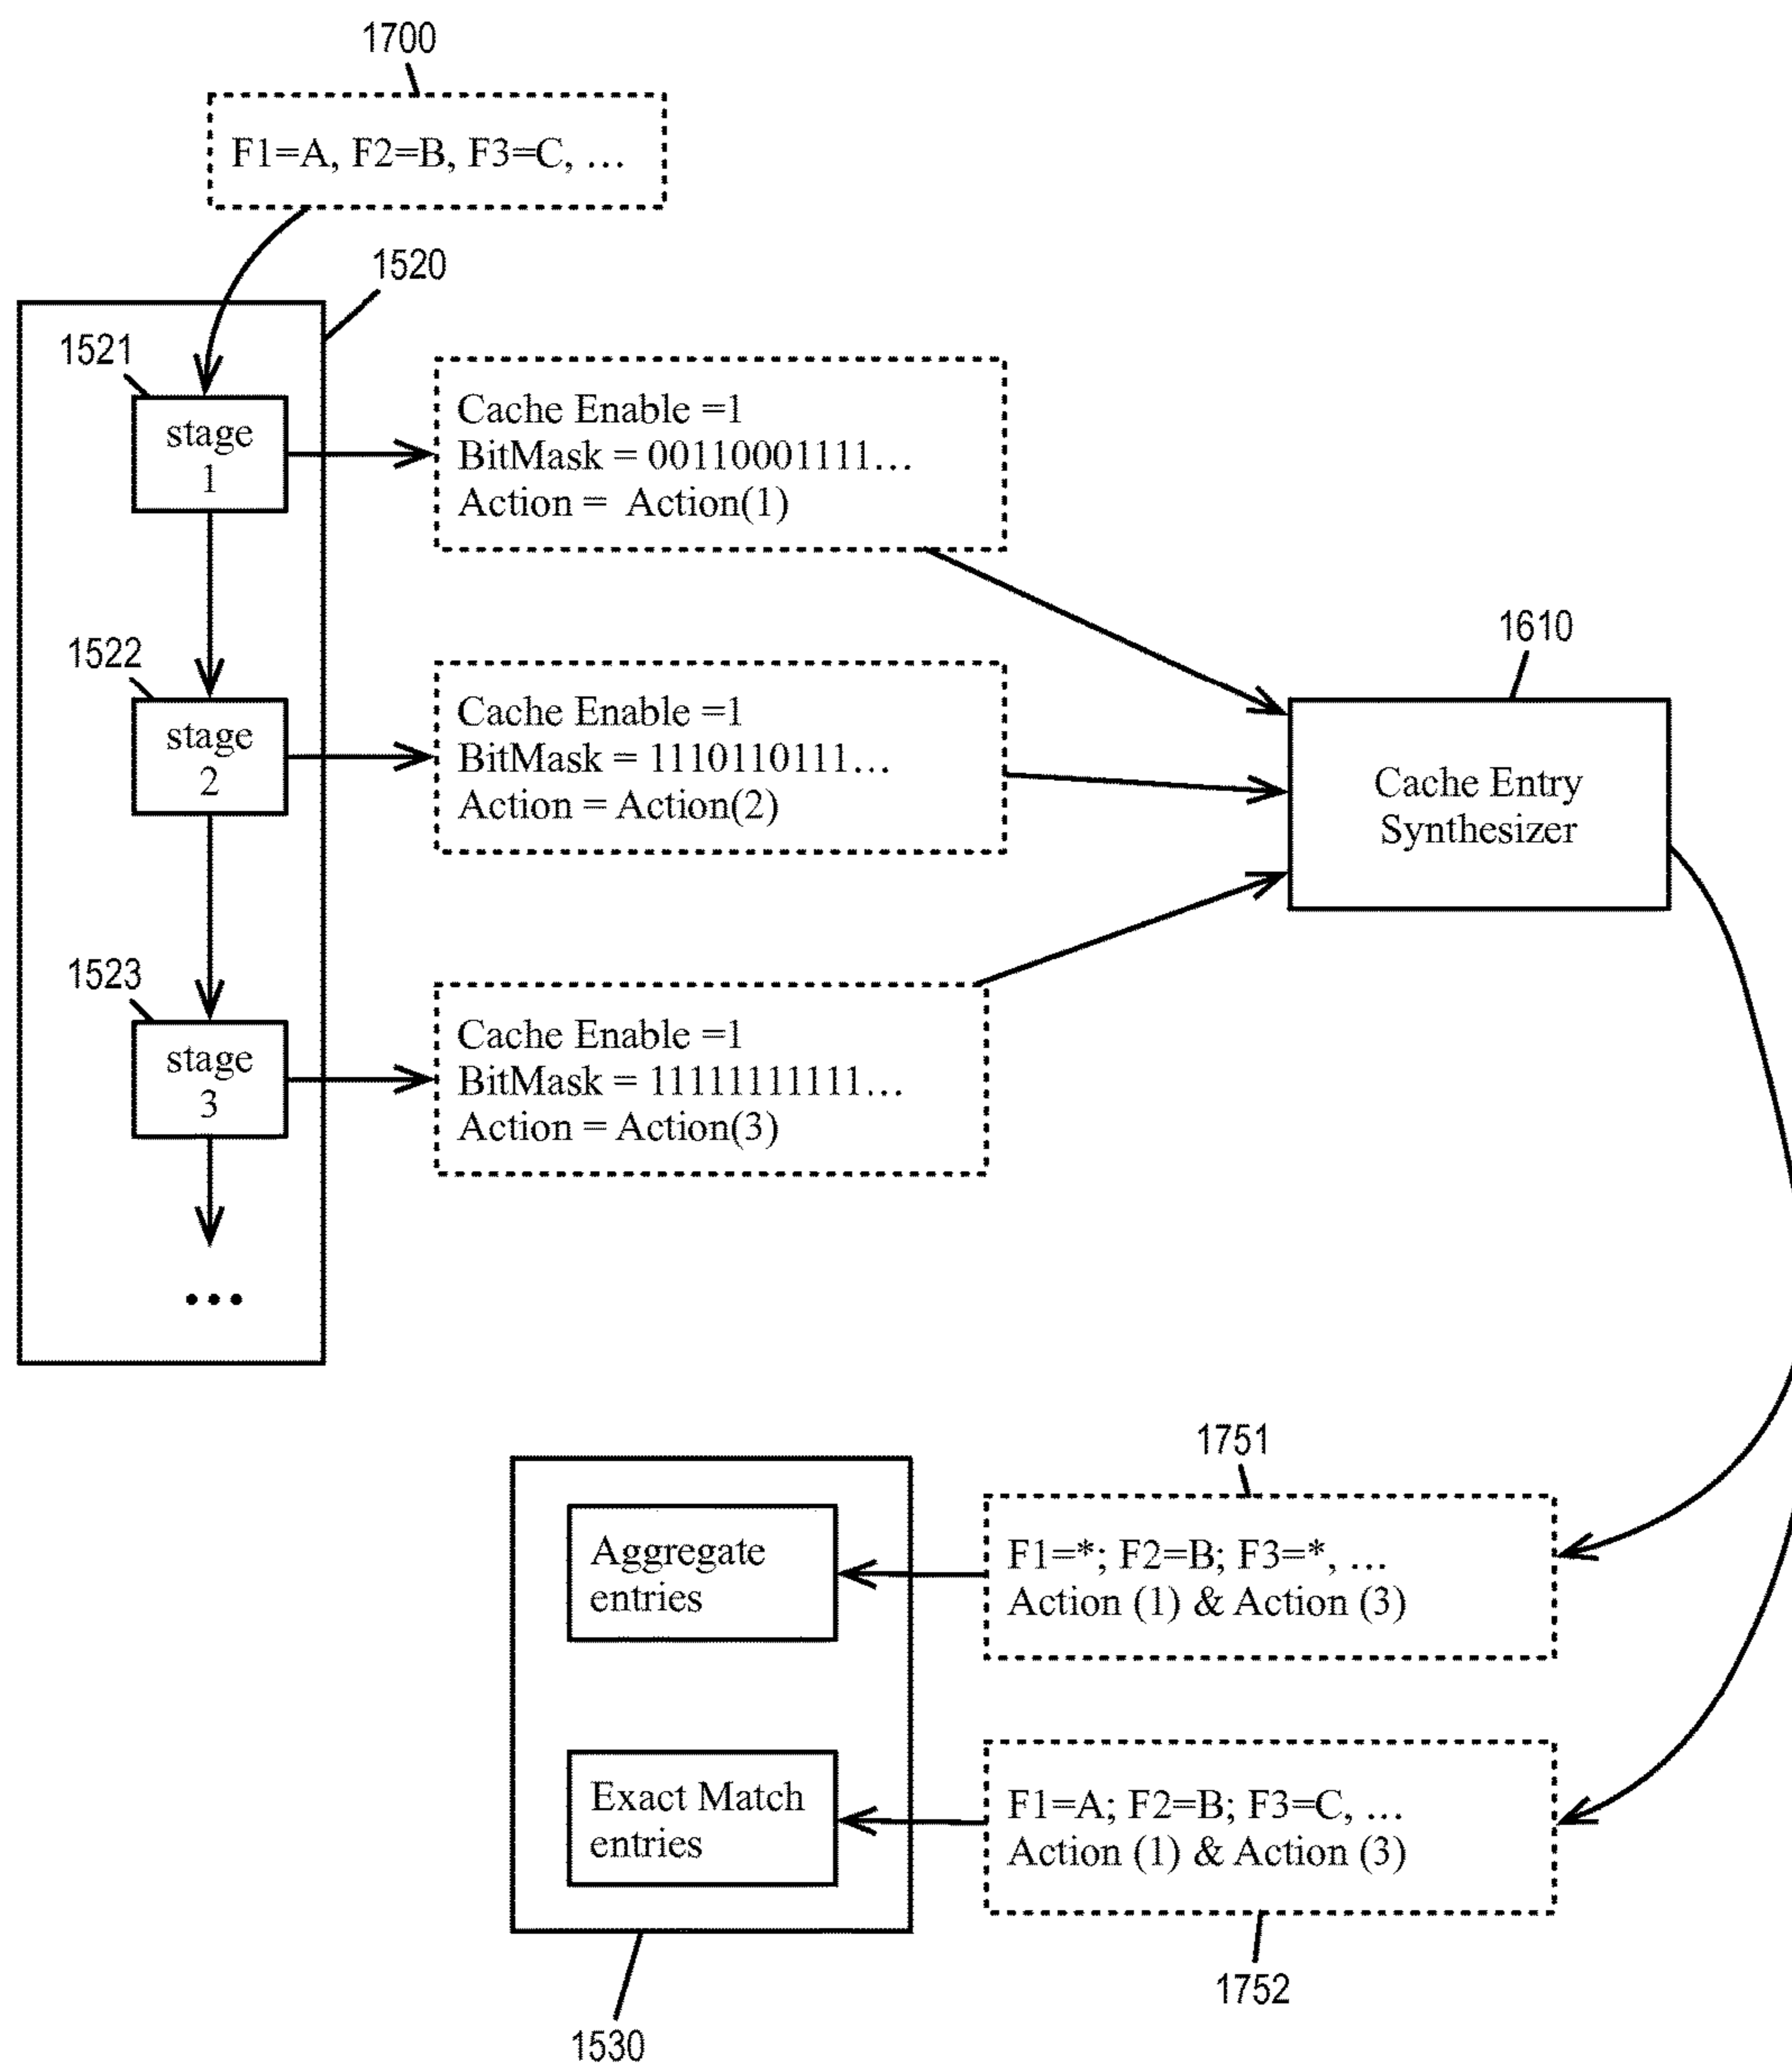 1700
F1=A, F2=B, F3=C, ...
1520
1521
stage
1
Cache Enable =1
BitMask = 00110001111...
Action = Action(1)
1522
stage
2
Cache Enable =1
BitMask = 1110110111...
Action = Action(2)
1610
Cache Entry
Synthesizer
1523
stage
3
Cache Enable =1
BitMask = 11111111111...
Action = Action(3)
...
1751
Aggregate
entries
F1=*; F2=B; F3=*, ...
Action (1) & Action (3)
Exact Match
entries
F1=A; F2=B; F3=C, ...
Action (1) & Action (3)
1752
1530